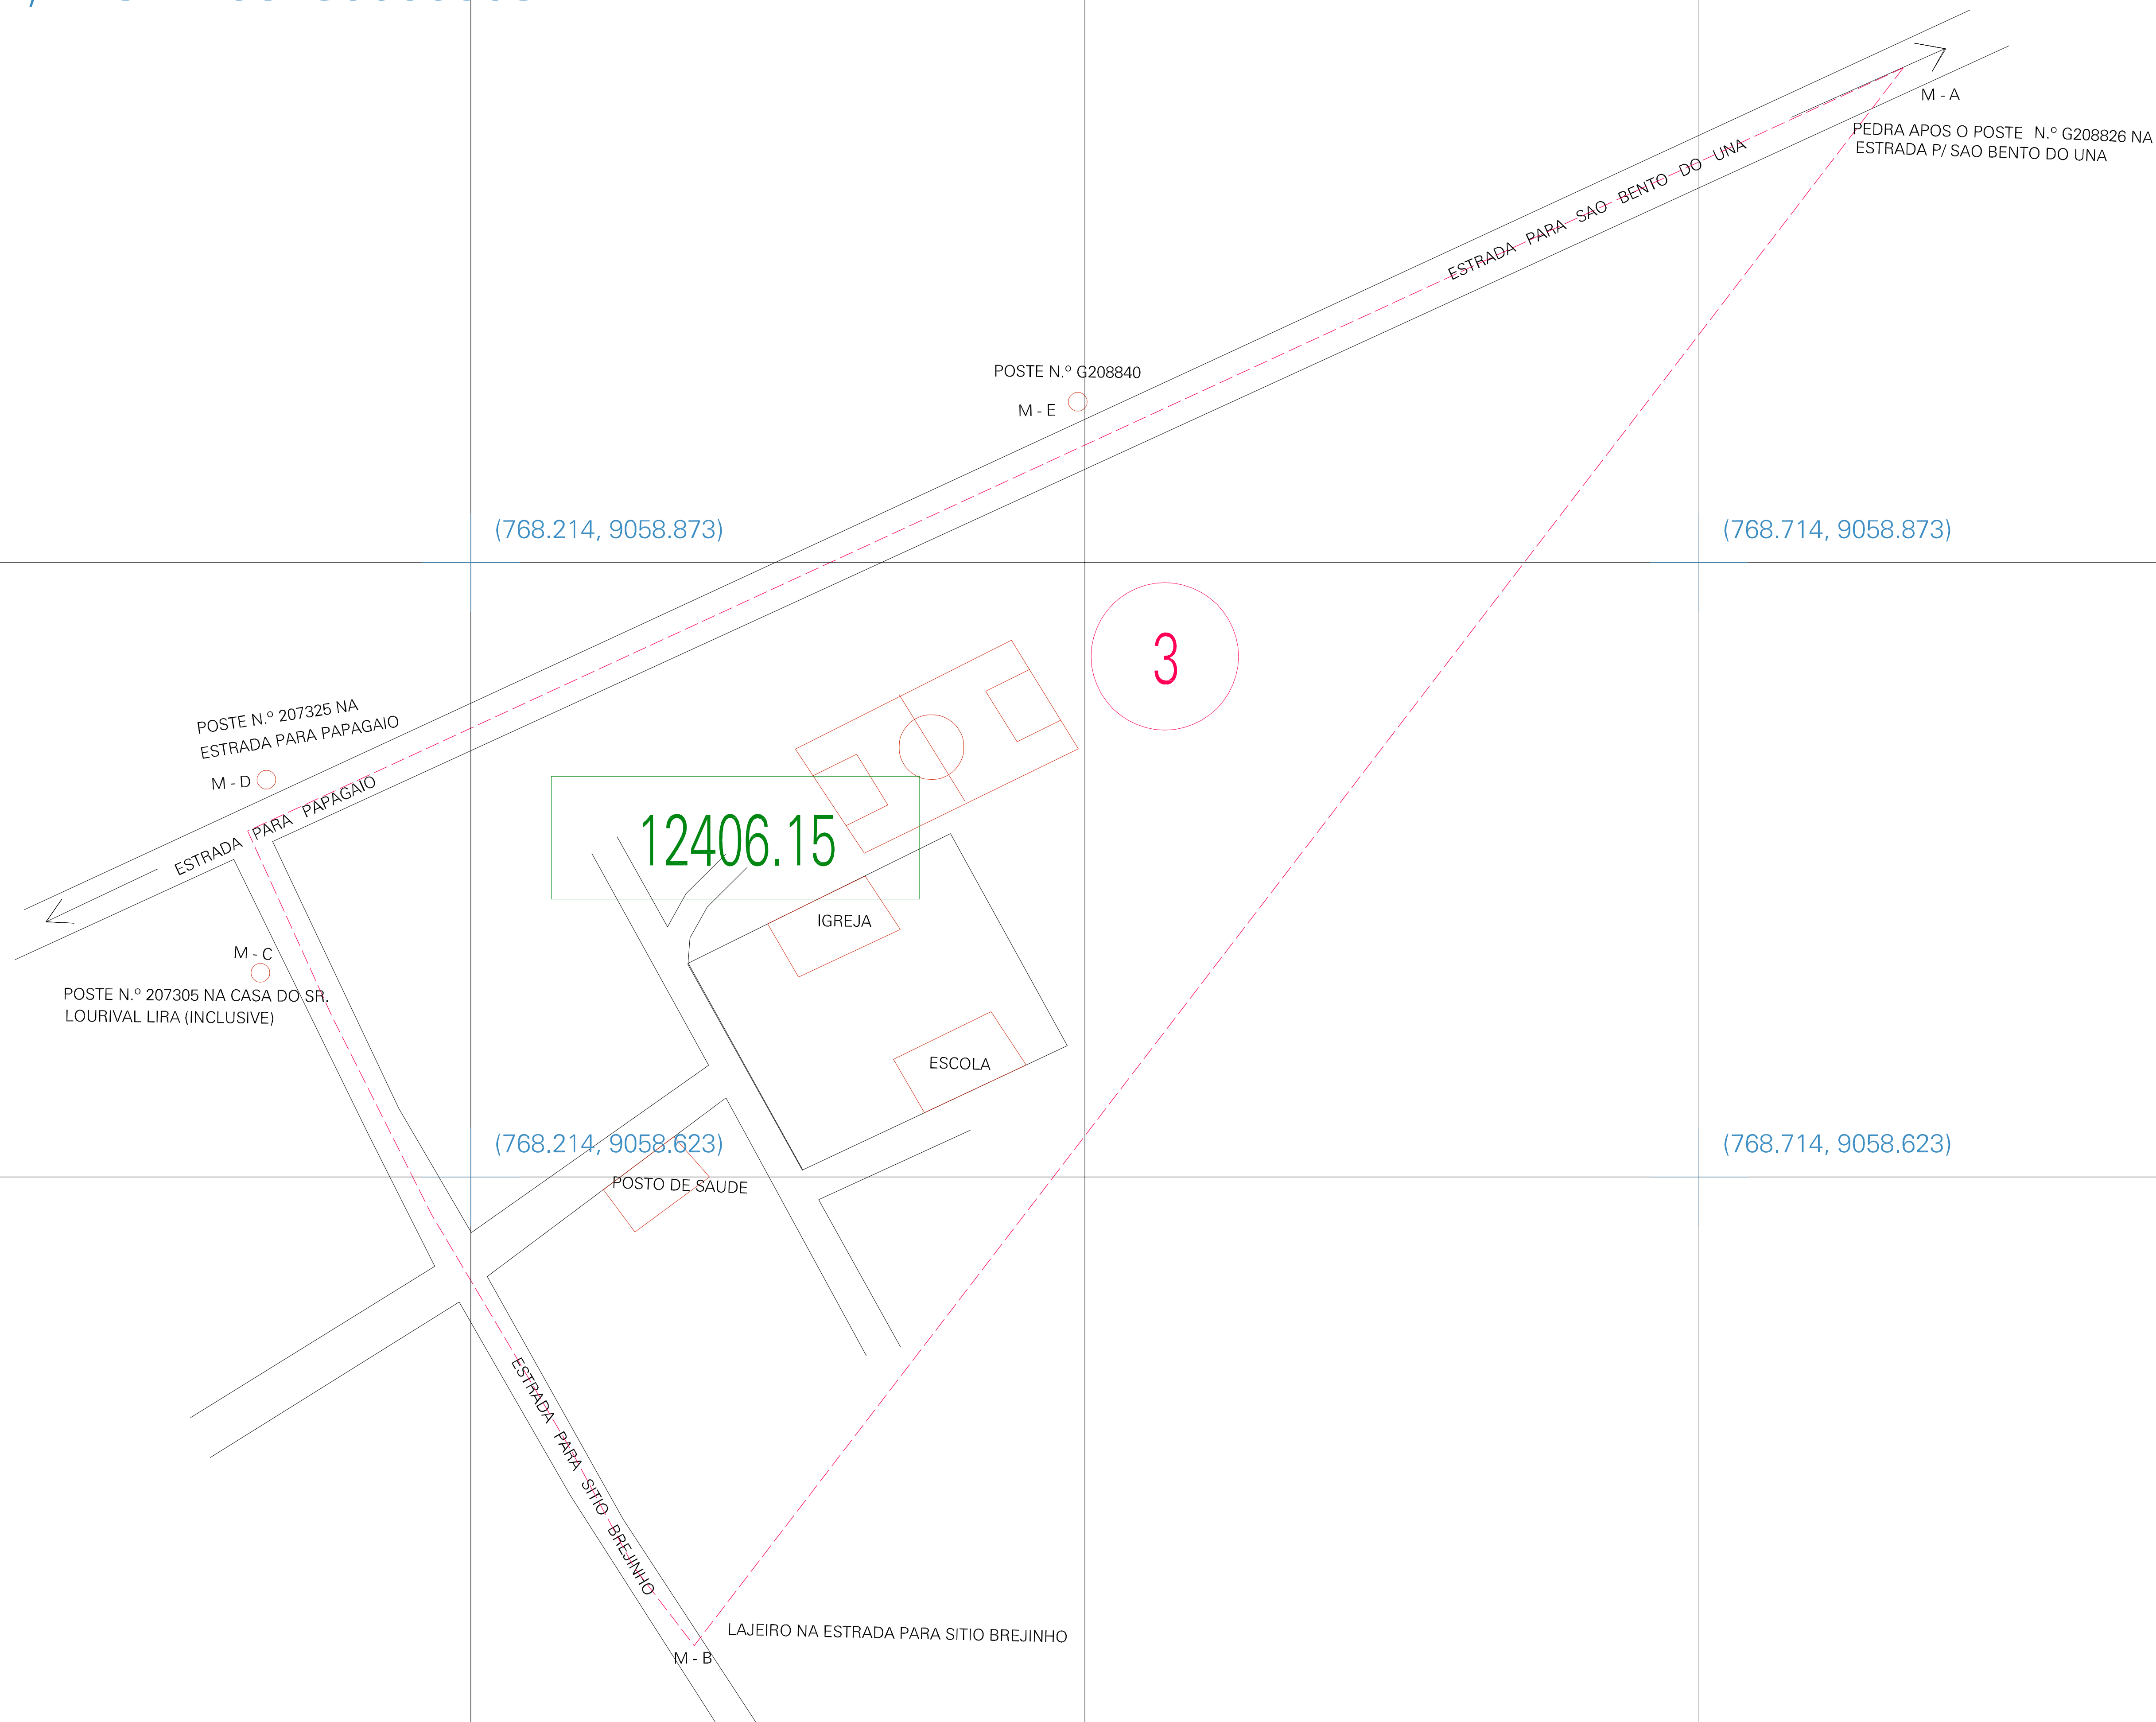 M - A
PEDRA APOS O POSTE N.º G208826 NA
ESTRADA P/ SAO BENTO DO UNA
ESTRADA PARA SAO BENTO DO UNA
POSTE N.º G208840
M - E
(768.214, 9058.873)
(768.714, 9058.873)
3
POSTE N.º 207325 NA
ESTRADA PARA PAPAGAIO
M - D
ESTRADA PARA PAPAGAIO
12406.15
IGREJA
M - C
POSTE N.º 207305 NA CASA DO SR.
LOURIVAL LIRA (INCLUSIVE)
ESCOLA
(768.214, 9058.623)
(768.714, 9058.623)
POSTO DE SAUDE
ESTRADA PARA SITIO BREJINHO
LAJEIRO NA ESTRADA PARA SITIO BREJINHO
M - B